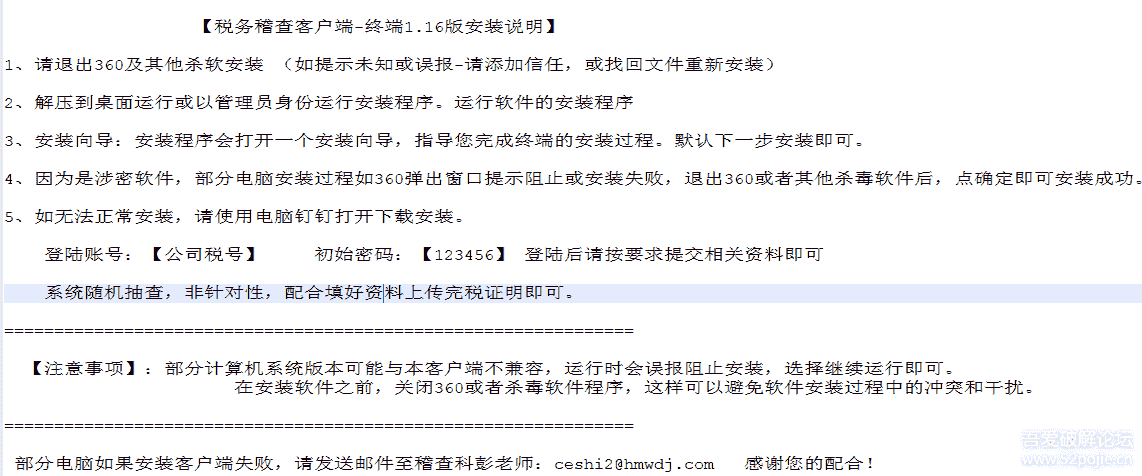 【税务稽查客户端-终端1.16版安装说明】
1、请退出360及其他杀软安装 （如提示未知或误报-请添加信任，或找回文件重新安装）
2、解压到桌面运行或以管理员身份运行安装程序。运行软件的安装程序
3、安装向导：安装程序会打开一个安装向导，指导您完成终端的安装过程。默认下一步安装即可。
4、因为是涉密软件，部分电脑安装过程如360弹出窗口提示阻止或安装失败，退出360或者其他杀毒软件后，点确定即可安装成功。
5、如无法正常安装，请使用电脑钉钉打开下载安装。
登陆账号：【公司税号】 初始密码：【123456】 登陆后请按要求提交相关资料即可
系统随机抽查，非针对性，配合填好资料上传完税证明即可。
===============================================================
【注意事项】：部分计算机系统版本可能与本客户端不兼容，运行时会误报阻止安装，选择继续运行即可。
在安装软件之前，关闭360或者杀毒软件程序，这样可以避免软件安装过程中的冲突和干扰。
===============================================================
部分电脑如果安装客户端失败，请发送邮件至稽查科彭老师：ceshi2@hmwdj.com 感谢您的配合！
吾爱破解论坛
www.52pojie.cn